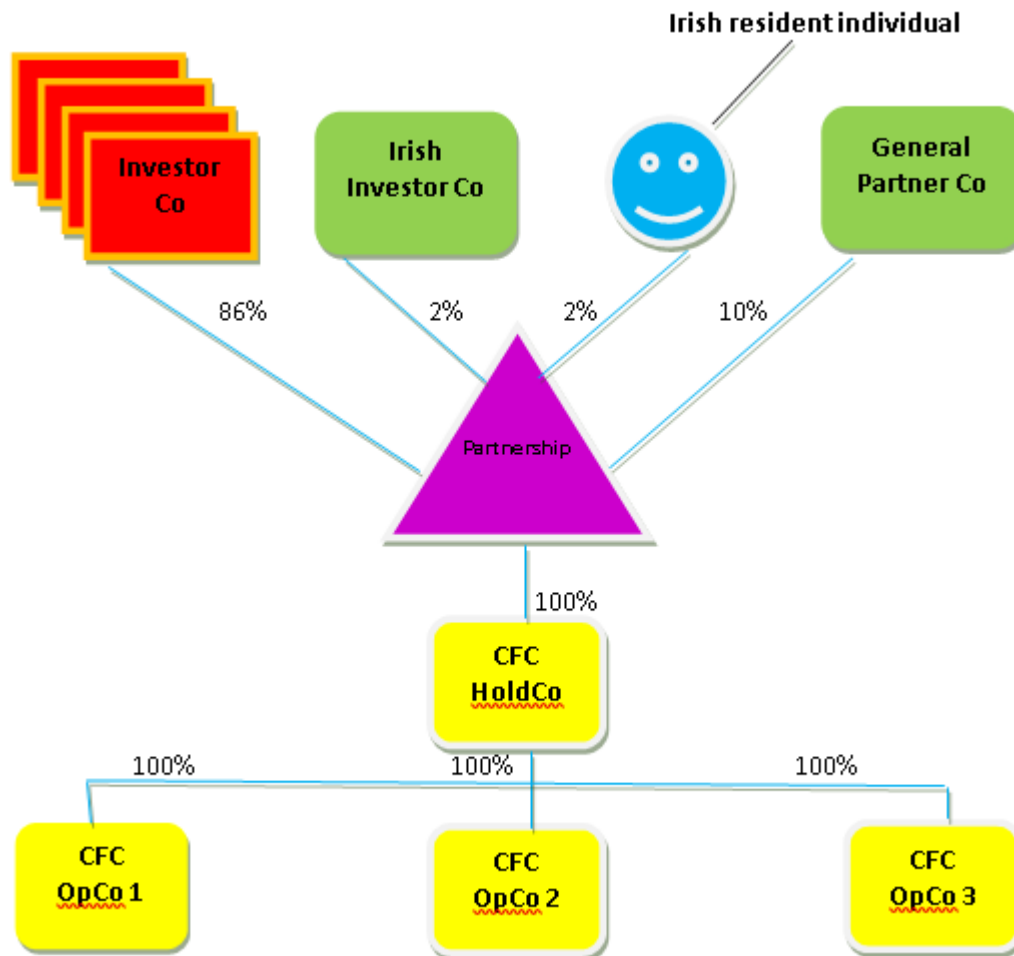 Irish resident individual
Investor
Co
Irish
Investor Co
General
Partner Co
86%
2%
2%
10%
Partnership
100%
CFC
HoldCo
100%
100%
100%
CFC
OpCo 1
CFC
OpCo 2
CFC
OpCo 3